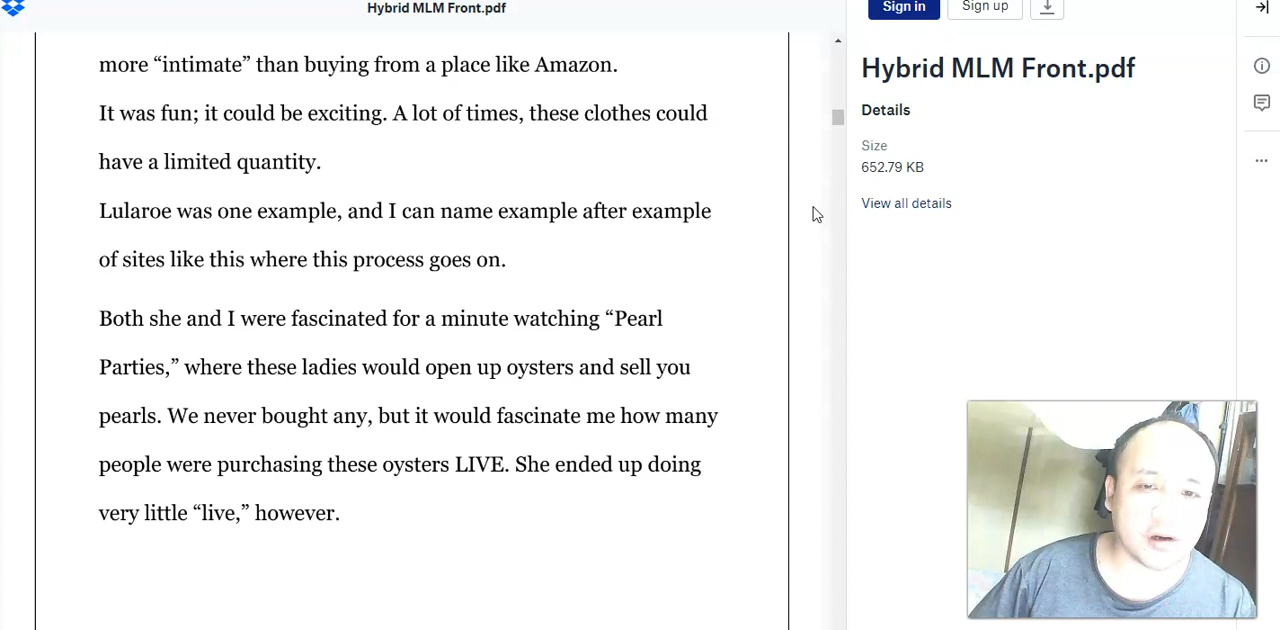 Hybrid MLM Front.pdf
Sign in
Sign up
more “intimate” than buying from a place like Amazon.
It was fun; it could be exciting. A lot of times, these clothes could
have a limited quantity.
Lularoe was one example, and I can name example after example
of sites like this where this process goes on.
Both she and I were fascinated for a minute watching “Pearl
Parties,” where these ladies would open up oysters and sell you
pearls. We never bought any, but it would fascinate me how many
people were purchasing these oysters LIVE. She ended up doing
very little “live,” however.
Hybrid MLM Front.pdf
Details
Size
652.79 KB
View all details